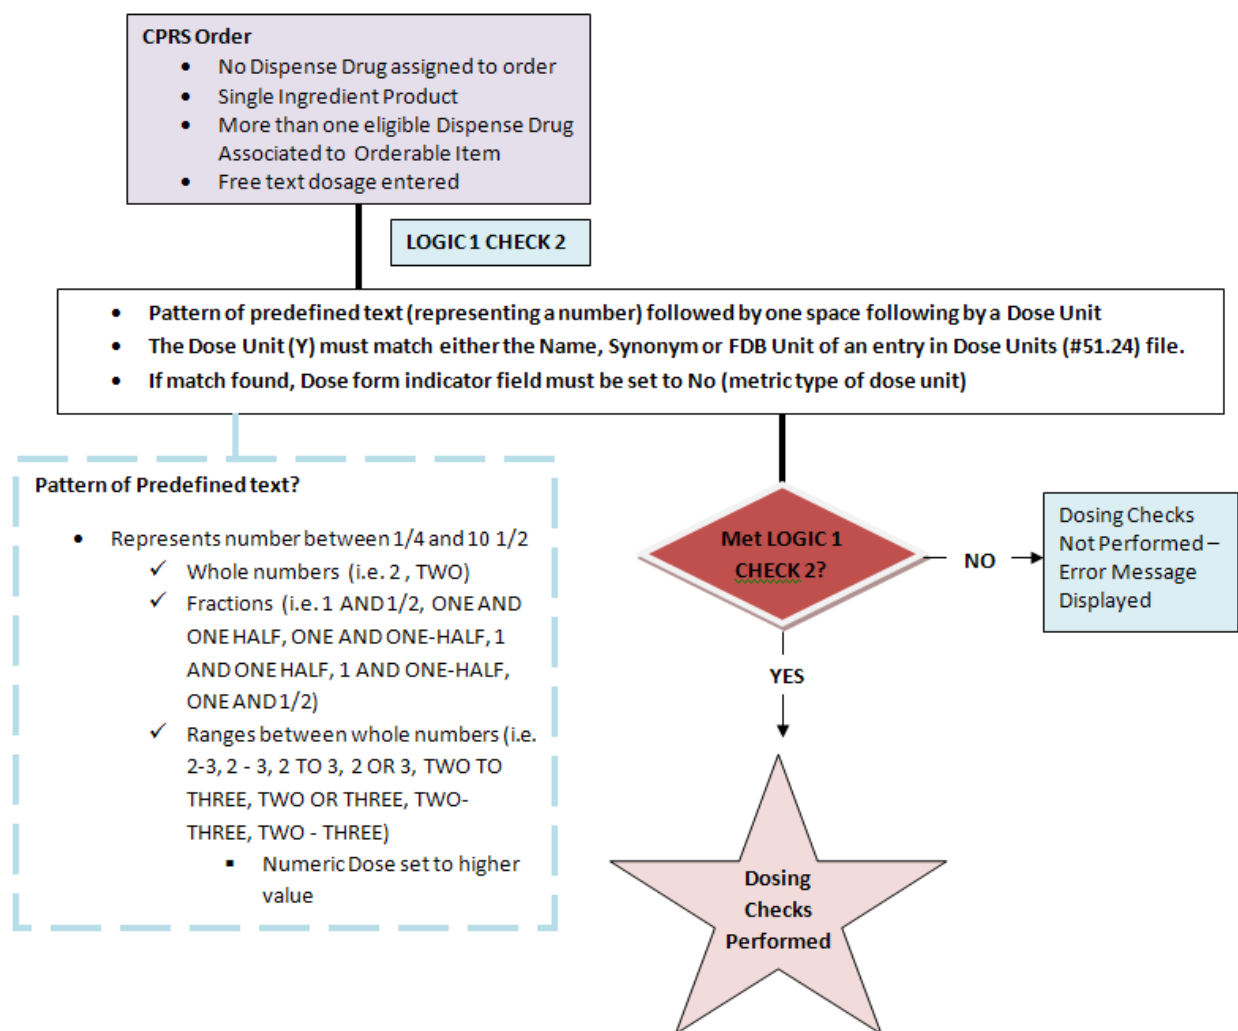 CPRS Order
• No Dispense Drug assigned to order
• Single Ingredient Product
• More than one eligible Dispense Drug
Associated to Orderable Item
• Free text dosage entered
LOGIC 1 CHECK 2
• Pattern of predefined text (representing a number) followed by one space following by a Dose Unit
• The Dose Unit (Y) must match either the Name, Synonym or FDB Unit of an entry in Dose Units (#51.24) file.
• If match found, Dose form indicator field must be set to No (metric type of dose unit)
Pattern of Predefined text?
• Represents number between 1/4 and 10 1/2
✓ Whole numbers (i.e. 2 , TWO)
✓ Fractions (i.e. 1 AND 1/2, ONE AND
ONE HALF, ONE AND ONE-HALF, 1
AND ONE HALF, 1 AND ONE-HALF,
ONE AND 1/2)
✓ Ranges between whole numbers (i.e.
2-3, 2 - 3, 2 TO 3, 2 OR 3, TWO TO
THREE, TWO OR THREE, TWO-
THREE, TWO - THREE)
▪ Numeric Dose set to higher
value
Met LOGIC 1
CHECK 2?
NO
Dosing Checks
Not Performed –
Error Message
Displayed
YES
Dosing
Checks
Performed